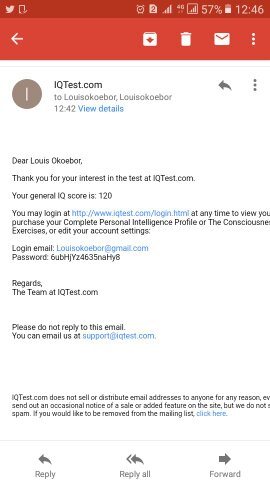 57% 12:46
IQTest.com
to Louisokoebor, Louisokoebor
12:42 View details
Dear Louis Okoebor,
Thank you for your interest in the test at IQTest.com.
Your general IQ score is: 120
You may login at http://www.iqtest.com/login.html at any time to view you
purchase your Complete Personal Intelligence Profile or The Consciousnes
Exercises, or edit your account settings:
Login email: Louisokoebor@gmail.com
Password: 6ubHjYz4635naHy8
Regards,
The Team at IQTest.com
Please do not reply to this email.
You can email us at support@iqtest.com.
IQTest.com does not sell or distribute email addresses to anyone for any reason, ev
send out an occasional notice of a sale or added feature on the site, but we do not s
spam. If you would like to be removed from the mailing list, click here.
Reply
Reply all
Forward